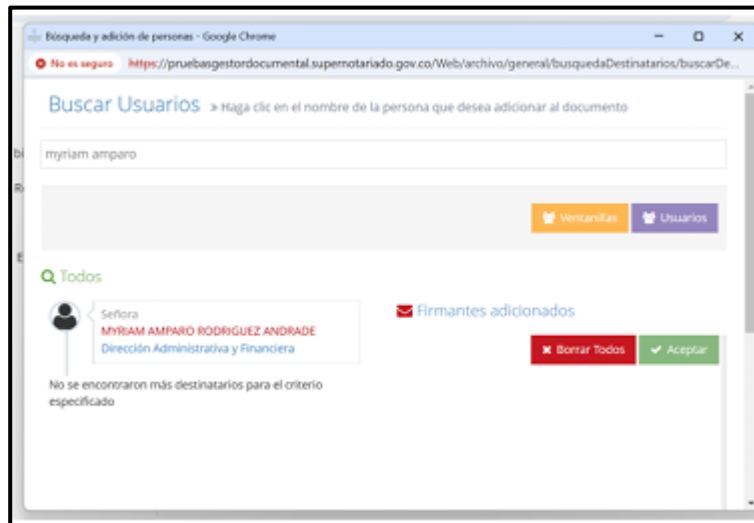 Búsqueda y adición de personas - Google Chrome
No es seguro https://pruebasgestordocumental.supernotariado.gov.co/Web/archivo/general/busquedaDestinatarios/buscarDe...
Buscar Usuarios » Haga clic en el nombre de la persona que desea adicionar al documento
myriam amparo
Ventanillas Usuarios
Todos
Señora
MYRIAM AMPARO RODRIGUEZ ANDRADE
Dirección Administrativa y Financiera
No se encontraron más destinatarios para el criterio
especificado
Firmantes adicionados
Borrar Todos Aceptar